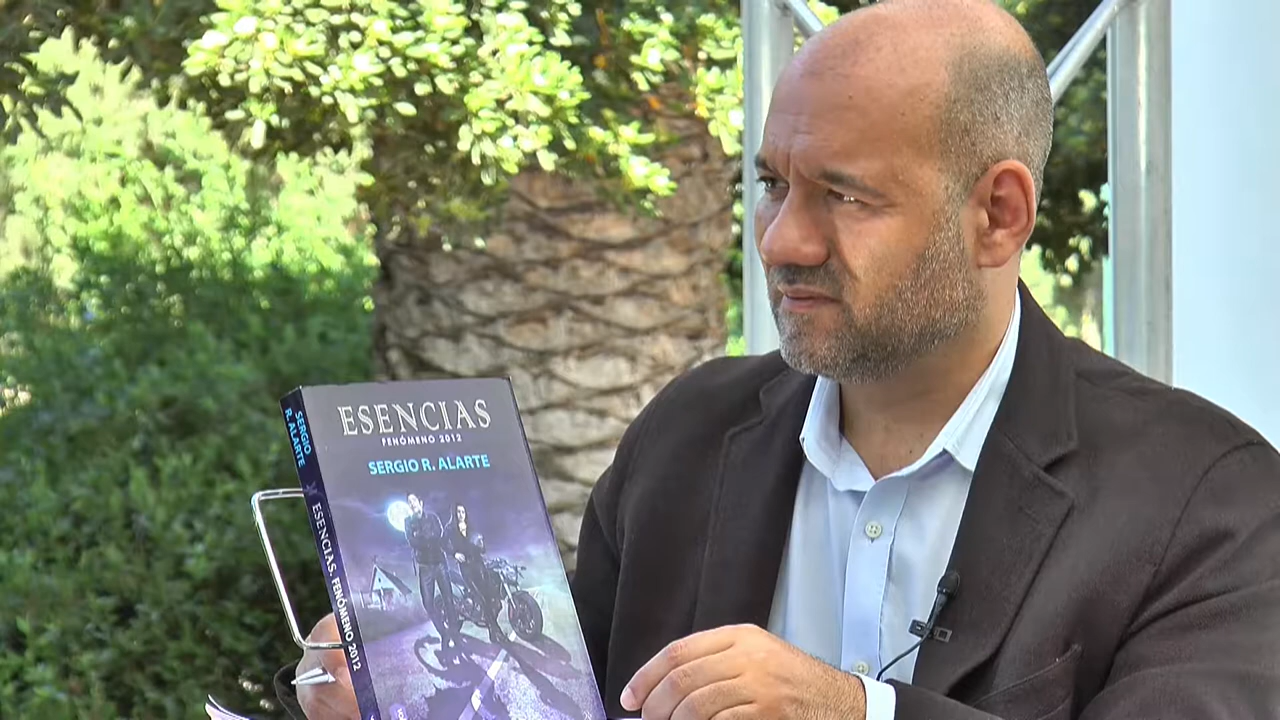 ESENCIAS
FENÓMENO 2012
SERGIO R. ALARTE
SERGIO
R. ALARTE
ESENCIAS. FENÓMENO 2012